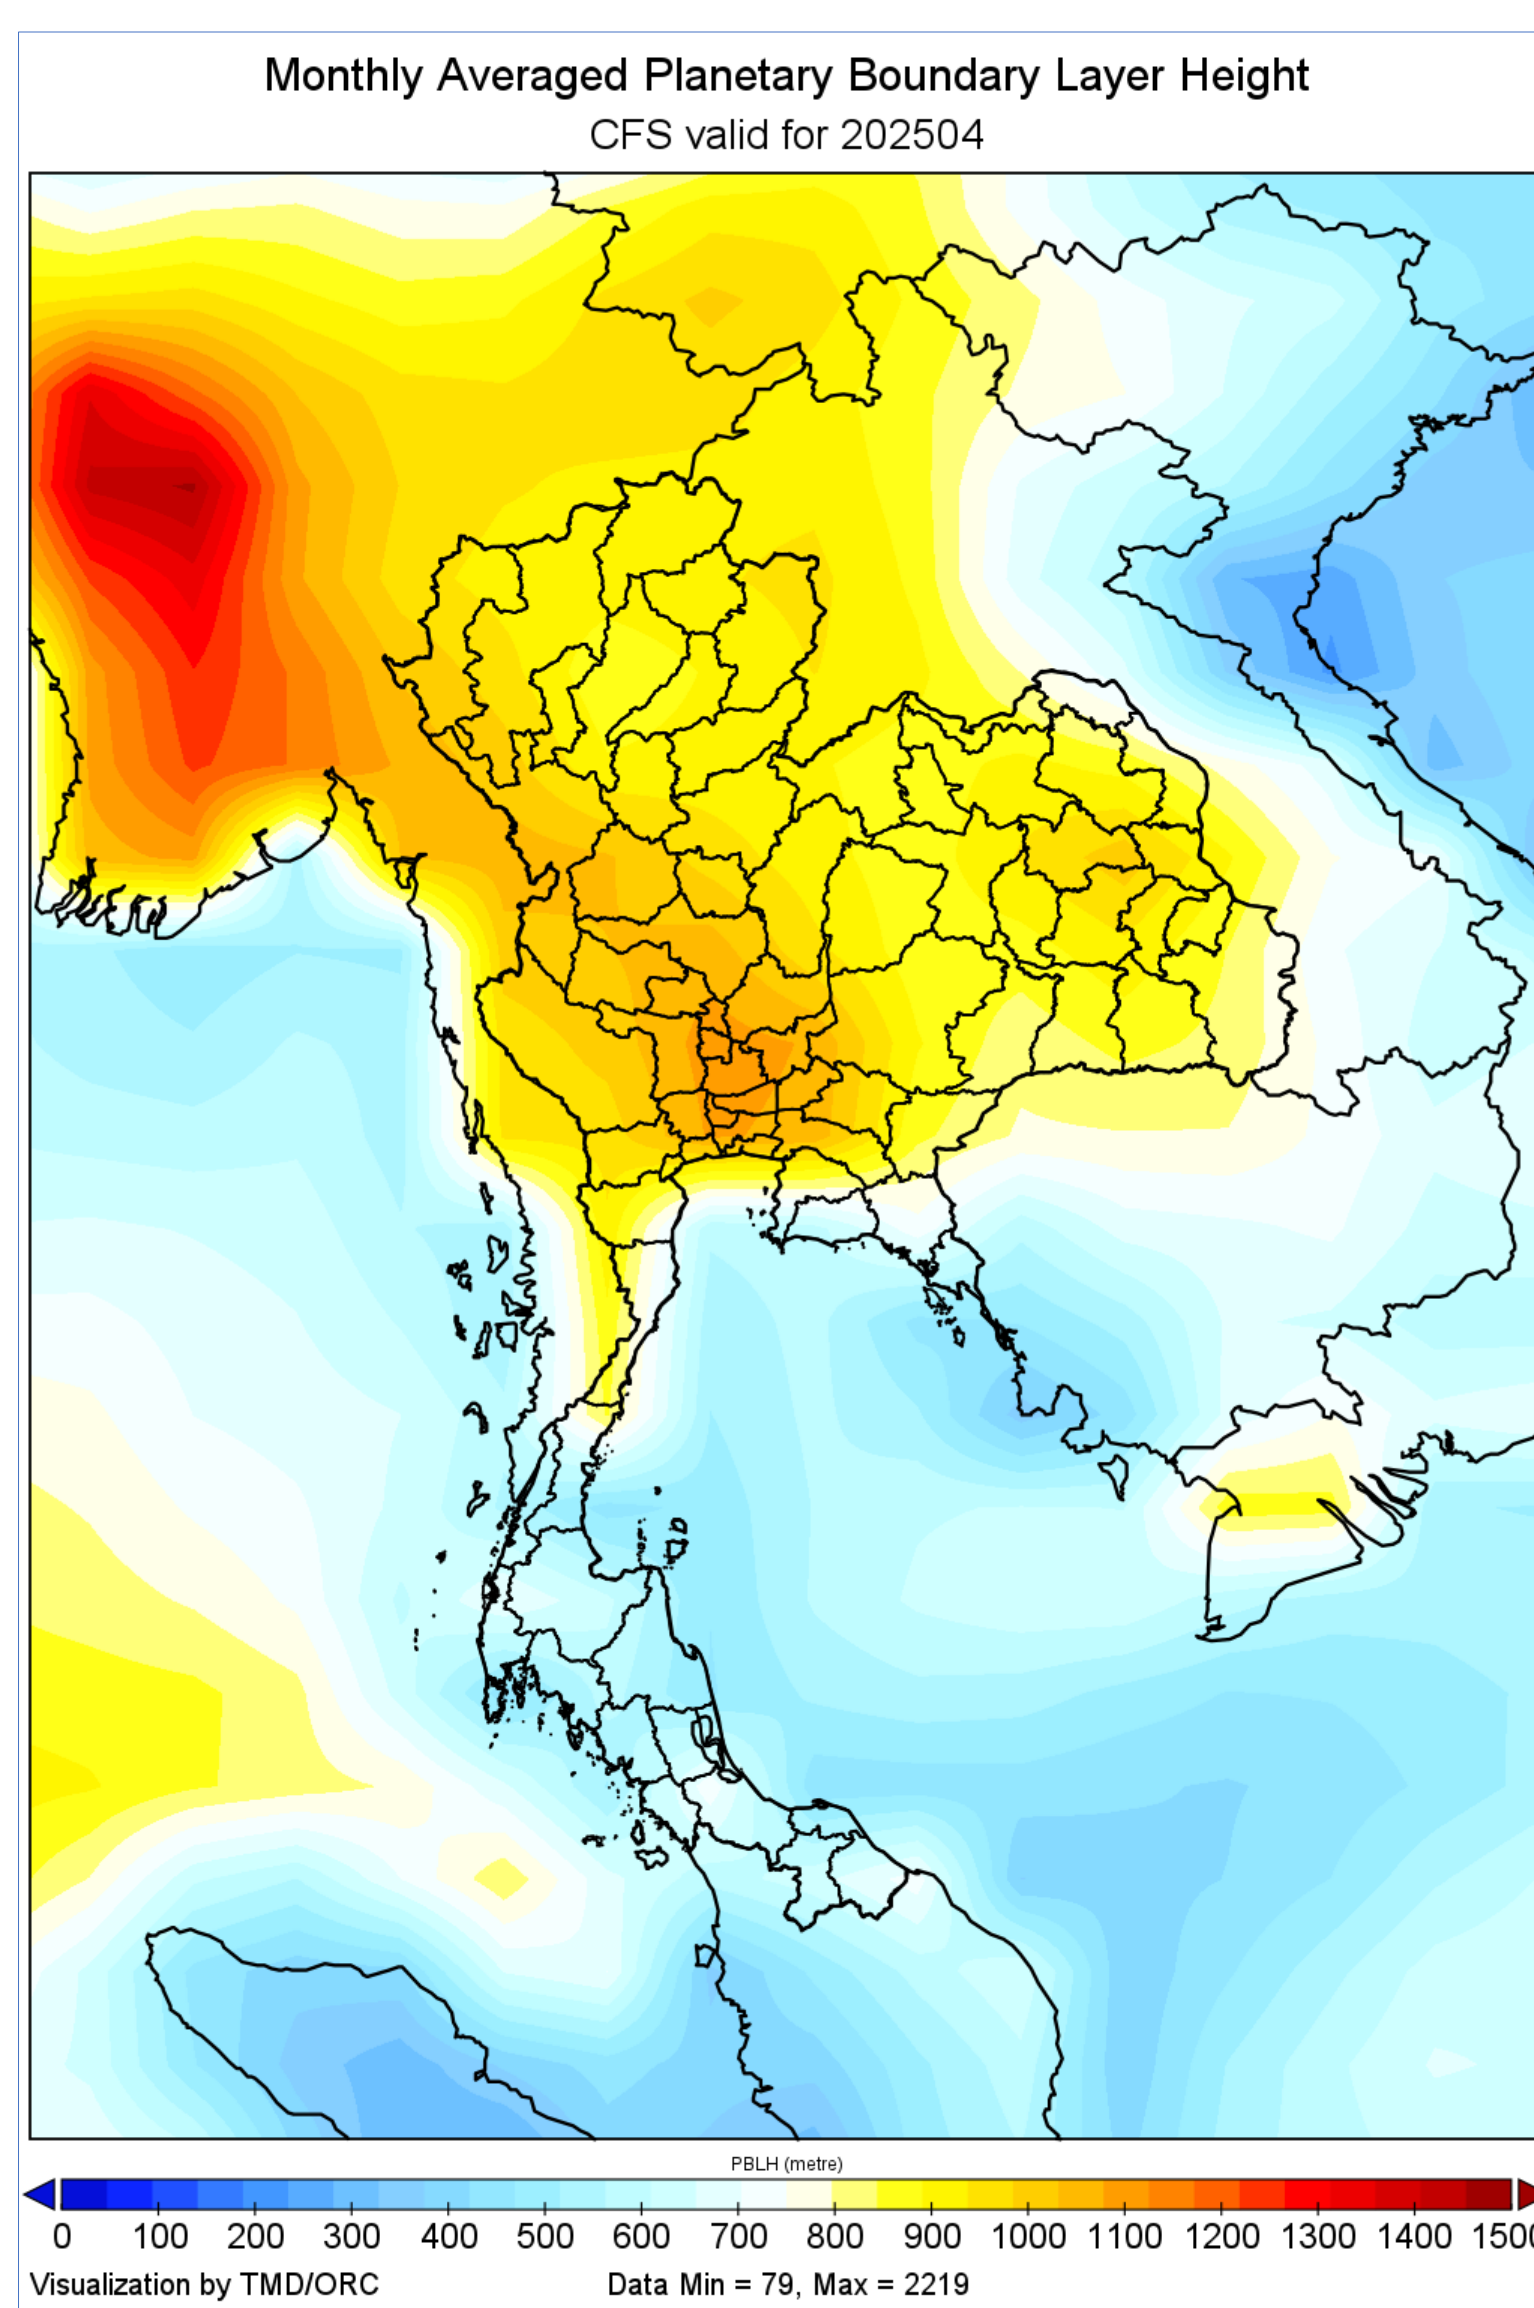 Monthly Averaged Planetary Boundary Layer Height
CFS valid for 202504
PBLH (metre)
0 100 200 300 400 500 600 700 800 900 1000 1100 1200 1300 1400 1500
Visualization by TMD/ORC Data Min = 79, Max = 2219